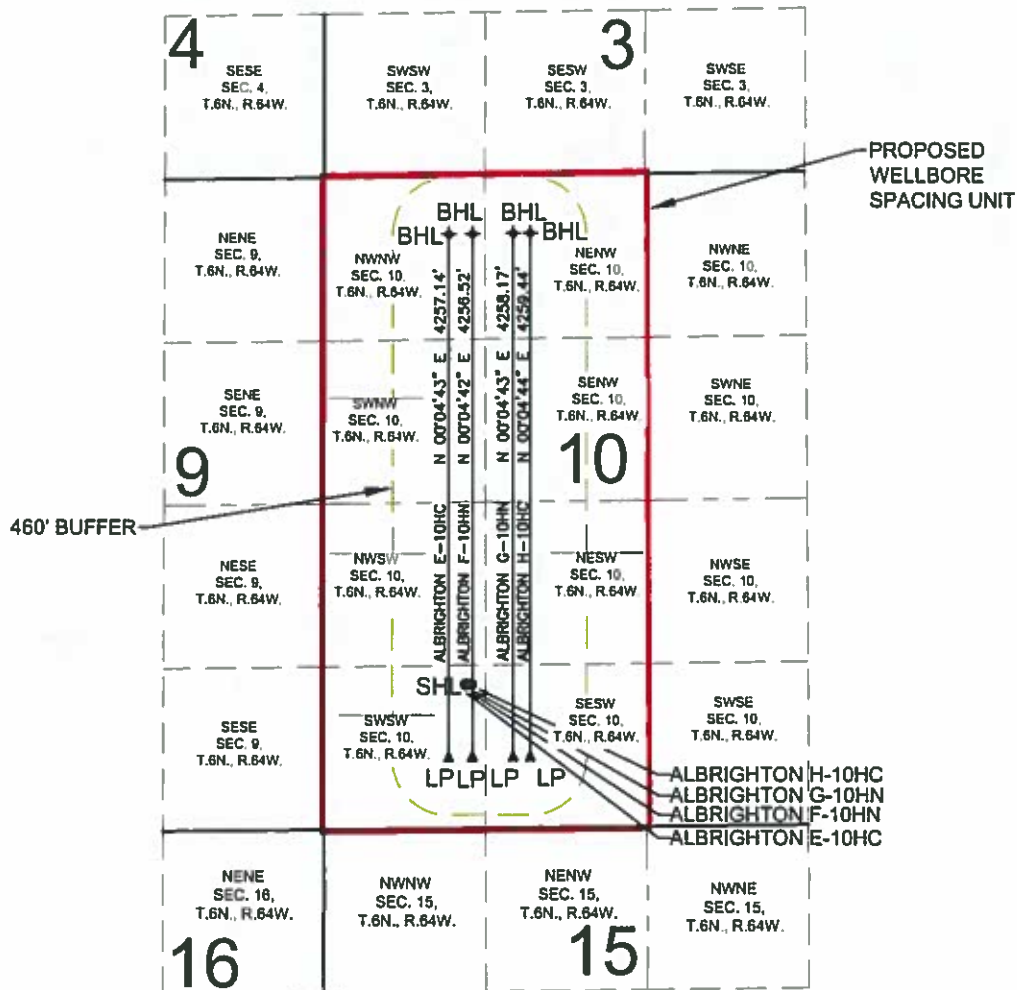 4
3
SESE
SEC. 4,
T.6N., R.64W.
SWSW
SEC. 3,
T.6N., R.64W.
SESW
SEC. 3,
T.6N., R.64W.
SWSE
SEC. 3,
T.6N., R.64W.
PROPOSED
WELLBORE
SPACING UNIT
BHL BHL
BHL BHL
NENE
SEC. 9,
T.6N., R.64W.
NWNW
SEC. 10,
T.6N., R.64W.
NENW
SEC. 10,
T.6N., R.64W.
NWNE
SEC. 10,
T.6N., R.64W.
ALBRIGHTON E-10HC N 00°04'43" E 4257.14'
ALBRIGHTON F-10HN N 00°04'42" E 4256.52'
ALBRIGHTON G-10HN N 00°04'43" E 4258.17'
ALBRIGHTON H-10HC N 00°04'44" E 4259.44'
SENE
SEC. 9,
T.6N., R.64W.
SWNW
SEC. 10,
T.6N., R.64W.
SENW
SEC. 10,
T.6N., R.64W.
SWNE
SEC. 10,
T.6N., R.64W.
9
10
460' BUFFER
NESE
SEC. 9,
T.6N., R.64W.
NWSW
SEC. 10,
T.6N., R.64W.
NESW
SEC. 10,
T.6N., R.64W.
NWSE
SEC. 10,
T.6N., R.64W.
SHL
SESE
SEC. 9,
T.6N., R.64W.
SWSW
SEC. 10,
T.6N., R.64W.
SESW
SEC. 10,
T.6N., R.64W.
SWSE
SEC. 10,
T.6N., R.64W.
LP LP LP LP
ALBRIGHTON H-10HC
ALBRIGHTON G-10HN
ALBRIGHTON F-10HN
ALBRIGHTON E-10HC
NENE
SEC. 16,
T.6N., R.64W.
NWNW
SEC. 15,
T.6N., R.64W.
NENW
SEC. 15,
T.6N., R.64W.
NWNE
SEC. 15,
T.6N., R.64W.
16
15